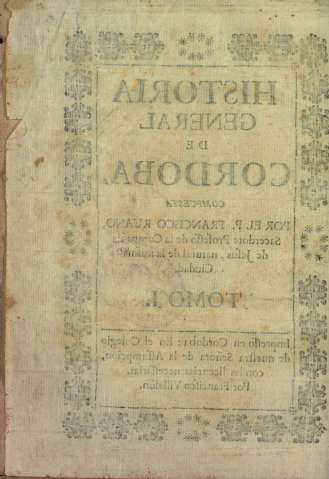 HISTORIA
GENERAL
DE
CORDOBA,
COMPUESTA
POR EL P. FRANCISCO RUANO,
Sacerdote Professo de la Compañia
de Jesus, natural de la misma
Ciudad.
TOMO I.
Impresso en Cordoba: En el Colegio
de nuestra Señora de la Assumpcion,
con las licencias necessarias,
Por Francisco Villalòn.